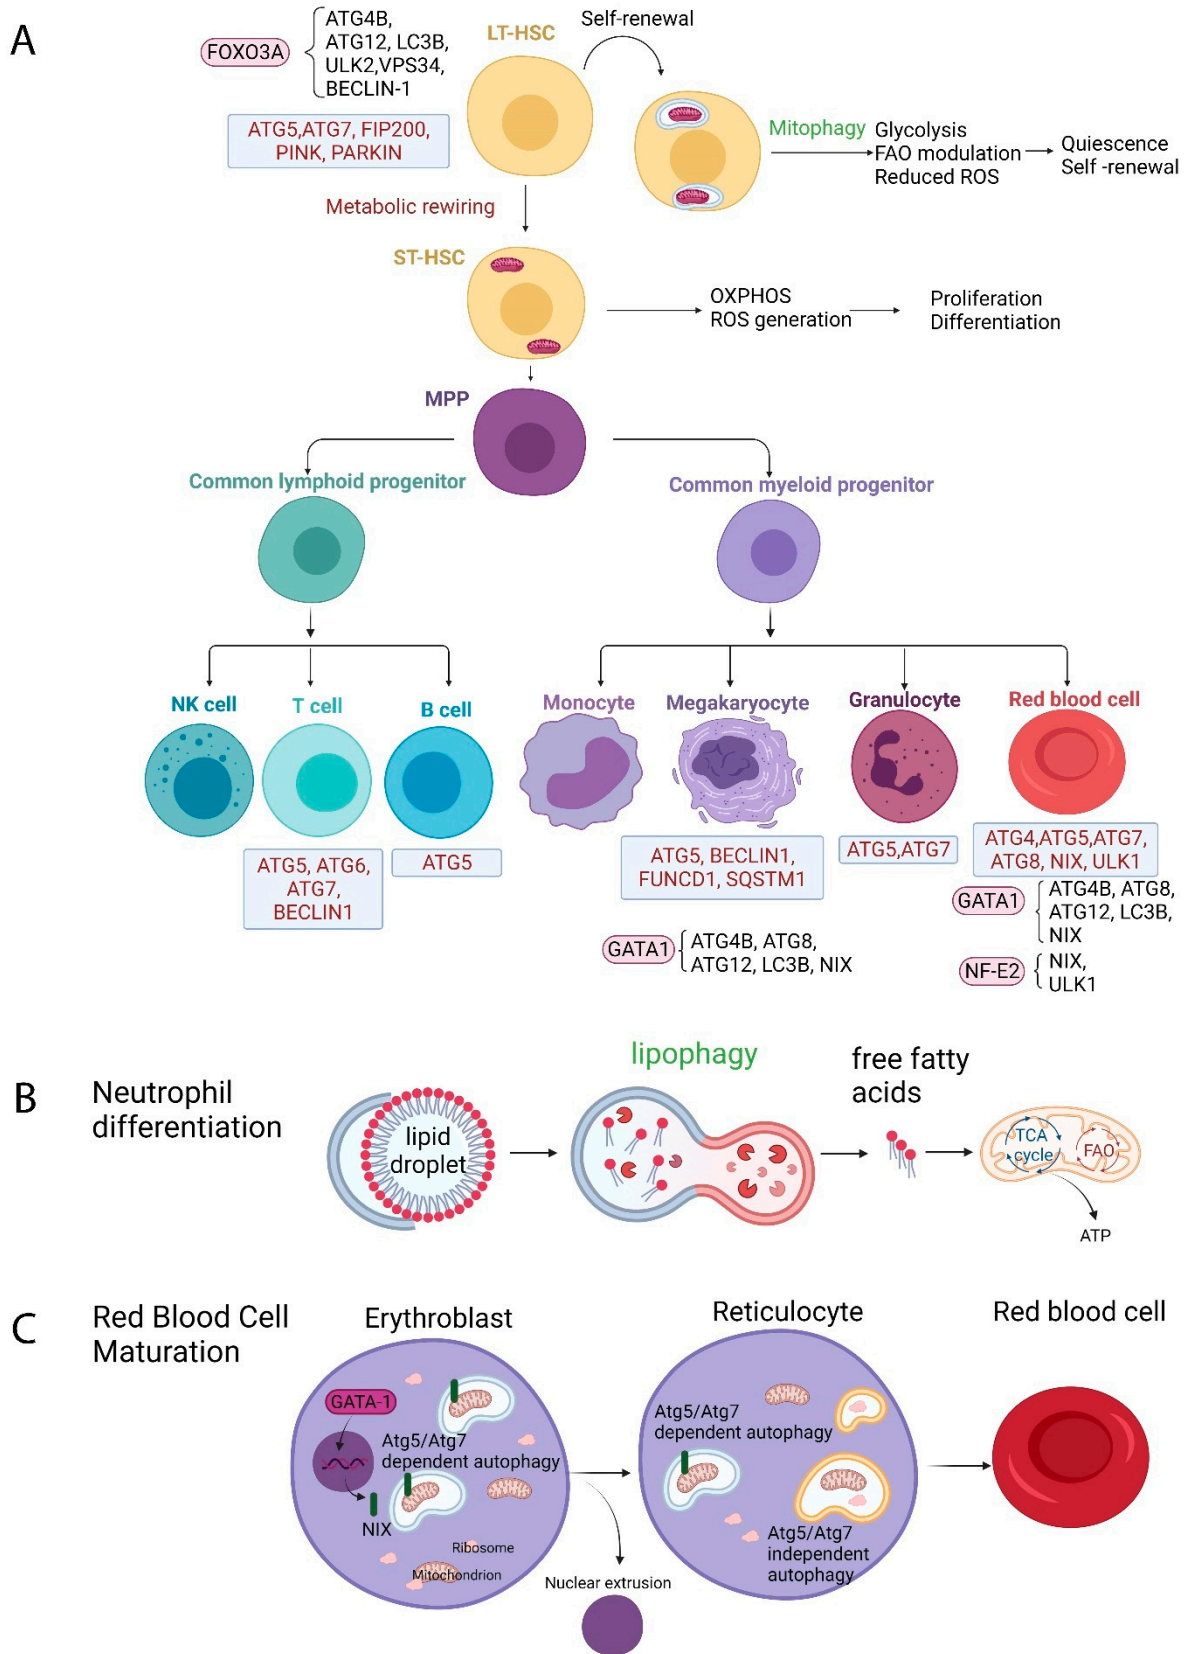 A
FOXO3A
ATG4B,
ATG12, LC3B,
ULK2,VPS34,
BECLIN-1
ATG5,ATG7, FIP200,
PINK, PARKIN
LT-HSC
Self-renewal
Mitophagy
Glycolysis
FAO modulation
Reduced ROS
Quiescence
Self -renewal
Metabolic rewiring
ST-HSC
OXPHOS
ROS generation
Proliferation
Differentiation
MPP
Common lymphoid progenitor
Common myeloid progenitor
NK cell
T cell
B cell
Monocyte
Megakaryocyte
Granulocyte
Red blood cell
ATG5, ATG6,
ATG7,
BECLIN1
ATG5
ATG5, BECLIN1,
FUNCD1, SQSTM1
ATG5,ATG7
ATG4,ATG5,ATG7,
ATG8, NIX, ULK1
GATA1
ATG4B, ATG8,
ATG12, LC3B, NIX
GATA1
ATG4B, ATG8,
ATG12, LC3B,
NIX
NF-E2
NIX,
ULK1
B
Neutrophil
differentiation
lipid
droplet
lipophagy
free fatty
acids
TCA
cycle
FAO
ATP
C
Red Blood Cell
Maturation
Erythroblast
Reticulocyte
Red blood cell
GATA-1
Atg5/Atg7
dependent autophagy
NIX
Ribosome
Mitochondrion
Nuclear extrusion
Atg5/Atg7
dependent autophagy
Atg5/Atg7
independent
autophagy